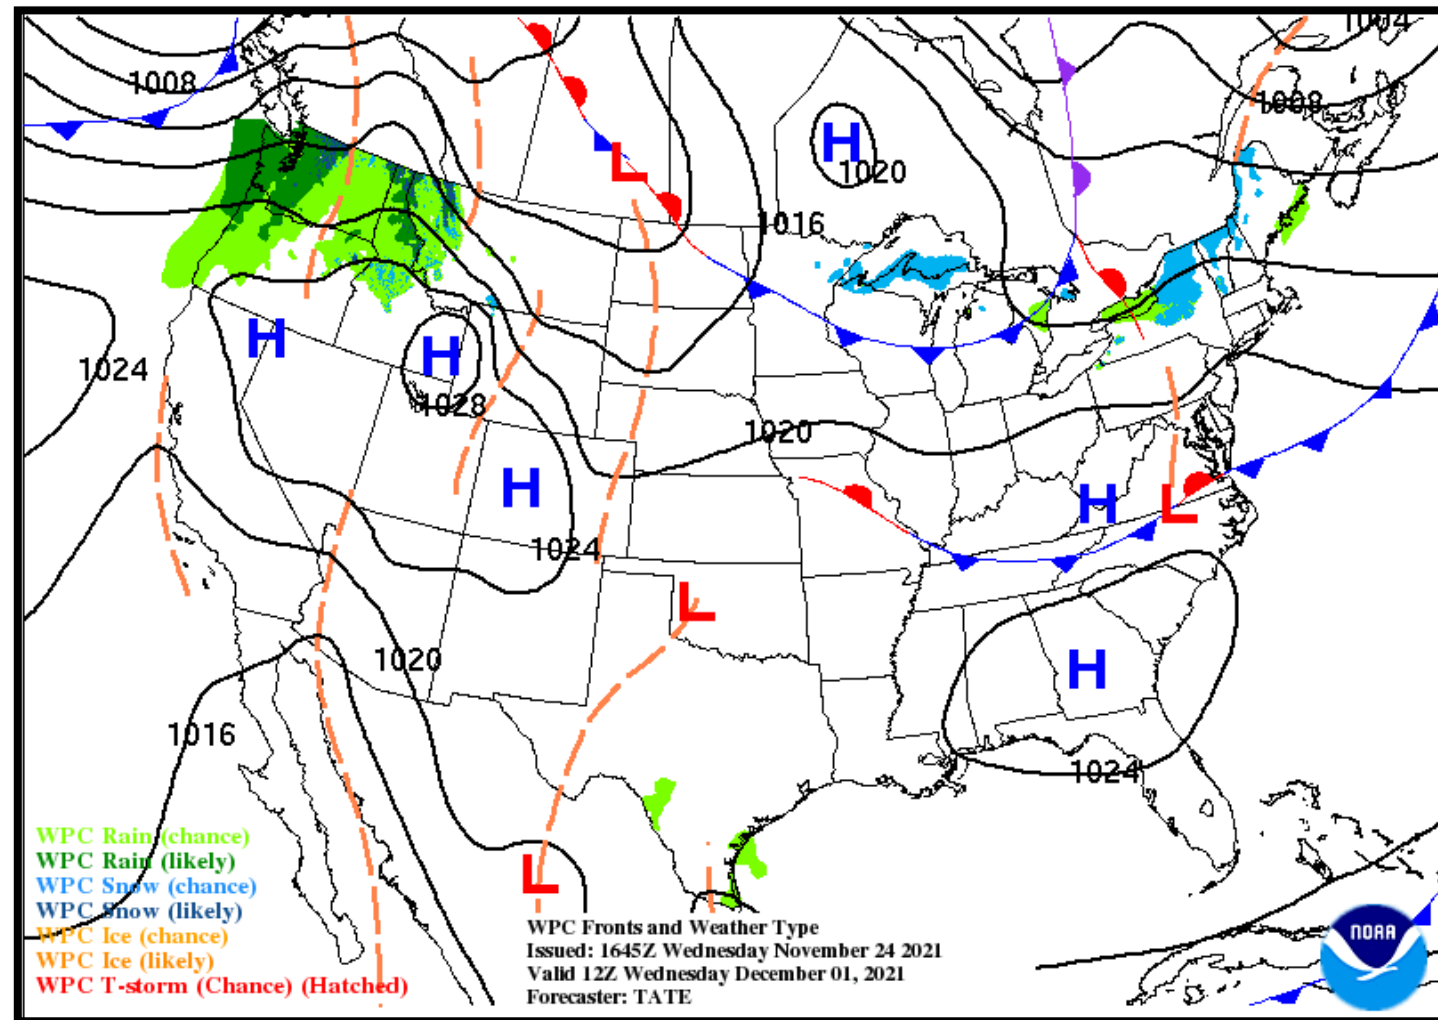 1004
1008
1008
H
1020
L
1016
H
H
1024
1028
1020
H
H
L
1024
L
1020
H
1016
1024
L
WPC Rain (chance)
WPC Rain (likely)
WPC Snow (chance)
WPC Snow (likely)
WPC Ice (chance)
WPC Ice (likely)
WPC T-storm (Chance) (Hatched)
WPC Fronts and Weather Type
Issued: 1645Z Wednesday November 24 2021
Valid 12Z Wednesday December 01, 2021
Forecaster: TATE
NOAA